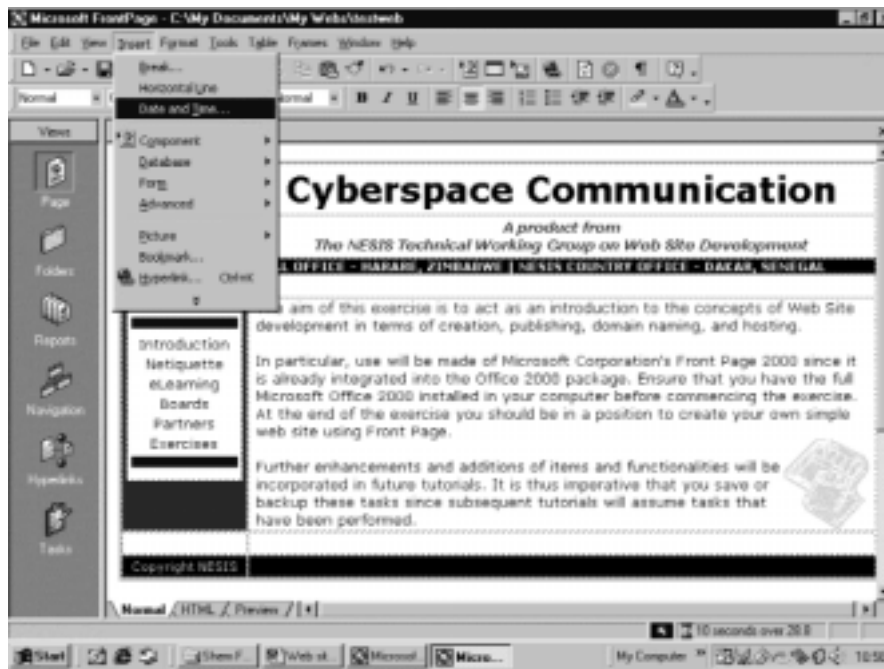 Microsoft FrontPage - C:\My Documents\My Webs\testweb
File Edit View Insert Format Tools Table Frames Window Help
Break...
Horizontal Line
Normal
B I U
Date and Time...
Views
Component
Database
Form
Advanced
Picture
Bookmark...
Hyperlink... Ctrl+K
Page
Folders
Reports
Navigation
Hyperlinks
Tasks
Cyberspace Communication
A product from
The NESIS Technical Working Group on Web Site Development
OFFICE - HARARE, ZIMBABWE | NESIS COUNTRY OFFICE - DAKAR, SENEGAL
aim of this exercise is to act as an introduction to the concepts of Web Site
development in terms of creation, publishing, domain naming, and hosting.
Introduction
Netiquette
eLearning
Boards
Partners
Exercises
In particular, use will be made of Microsoft Corporation's Front Page 2000 since it
is already integrated into the Office 2000 package. Ensure that you have the full
Microsoft Office 2000 installed in your computer before commencing the exercise.
At the end of the exercise you should be in a position to create your own simple
web site using Front Page.
Further enhancements and additions of items and functionalities will be
incorporated in future tutorials. It is thus imperative that you save or
backup these tasks since subsequent tutorials will assume tasks that
have been performed.
Copyright NESIS
Normal HTML Preview
10 seconds over 28.8
Start
Shem F...
Web st...
Microsof...
Micro...
My Computer